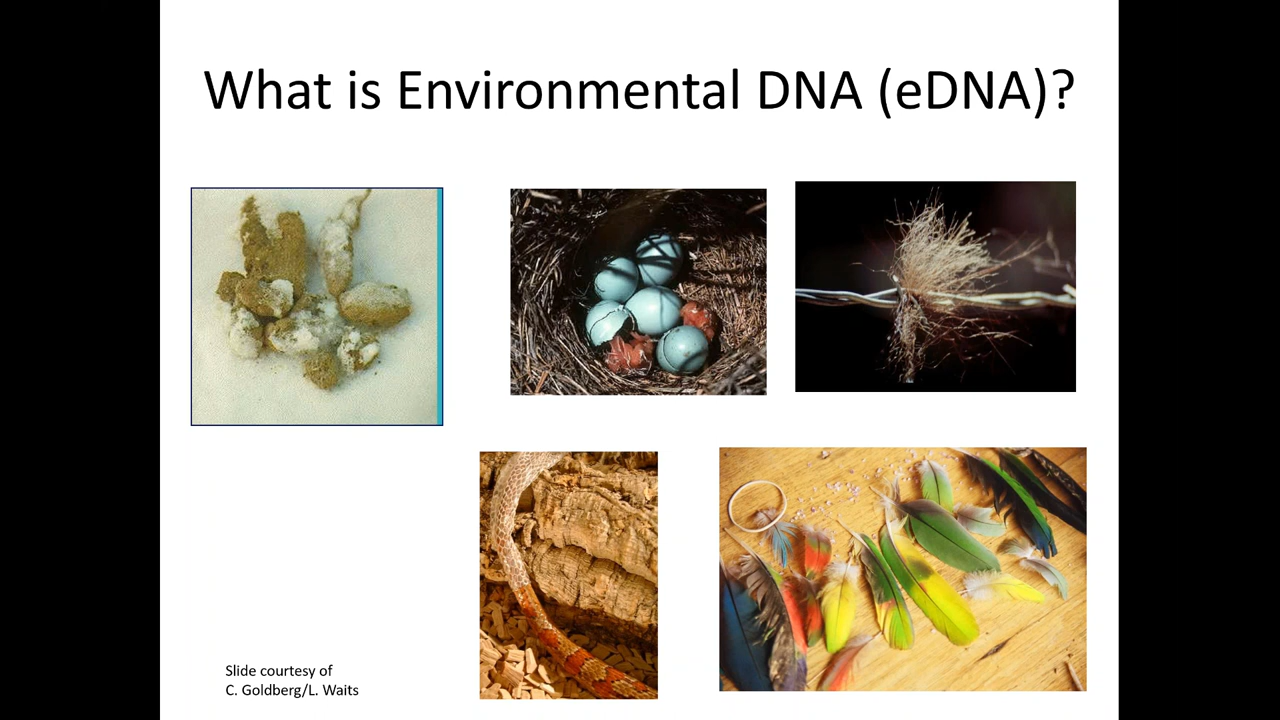 What is Environmental DNA (eDNA)?
Slide courtesy of
C. Goldberg/L. Waits